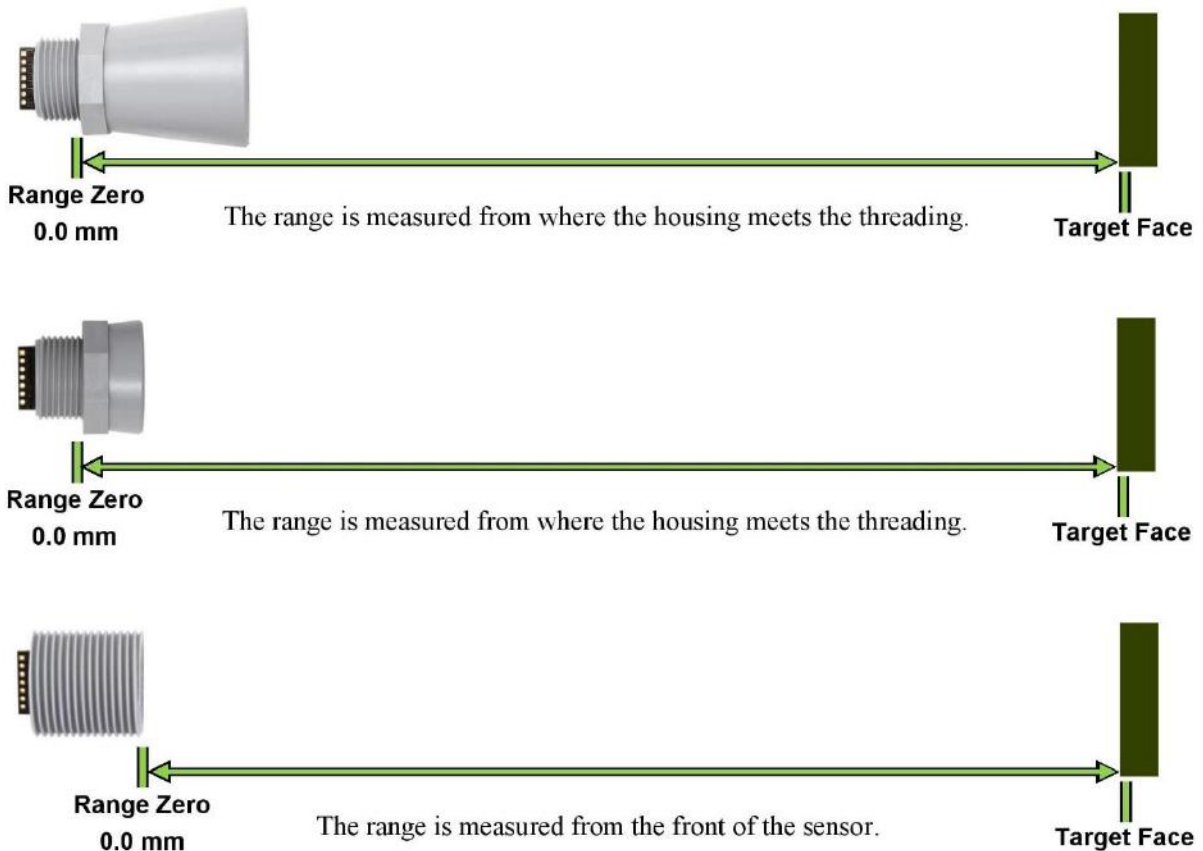 Range Zero
0.0 mm
The range is measured from where the housing meets the threading.
Target Face
Range Zero
0.0 mm
The range is measured from where the housing meets the threading.
Target Face
Range Zero
0.0 mm
The range is measured from the front of the sensor.
Target Face